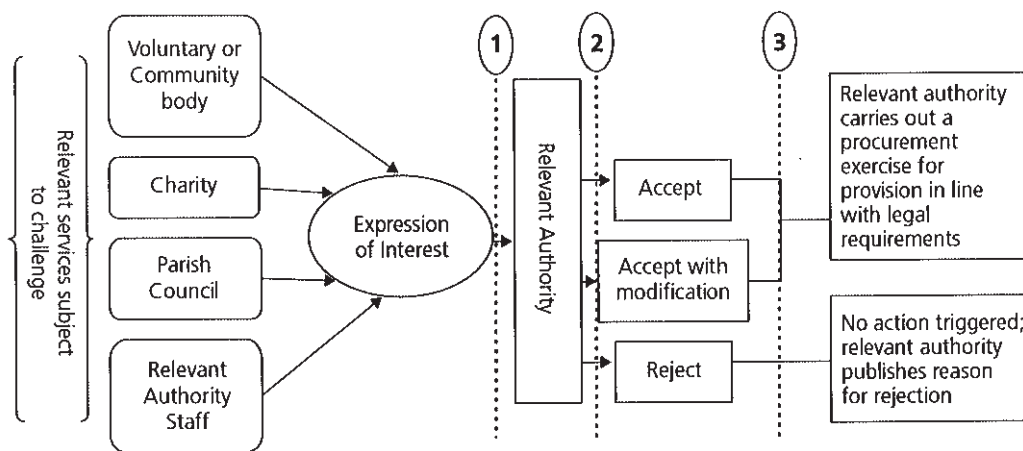 Relevant services subject
to challenge
Voluntary or
Community
body
Charity
Parish
Council
Relevant
Authority
Staff
Expression
of Interest
1
Relevant Authority
2
Accept
Accept with
modification
Reject
3
Relevant authority
carries out a
procurement
exercise for
provision in line
with legal
requirements
No action triggered;
relevant authority
publishes reason
for rejection